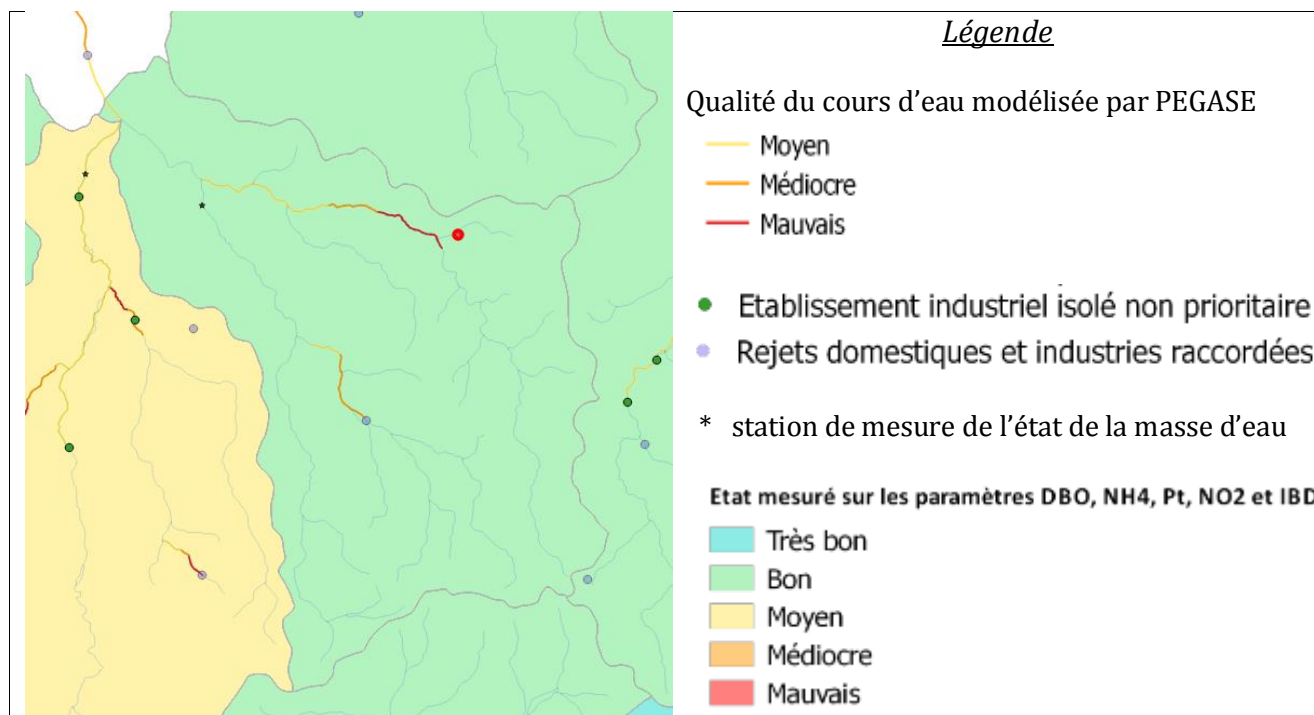 Légende
Qualité du cours d’eau modélisée par PEGASE
Moyen
Médiocre
Mauvais
Etablissement industriel isolé non prioritaire
Rejets domestiques et industries raccordées
* station de mesure de l’état de la masse d’eau
Etat mesuré sur les paramètres DBO, NH4, Pt, NO2 et IBD
Très bon
Bon
Moyen
Médiocre
Mauvais